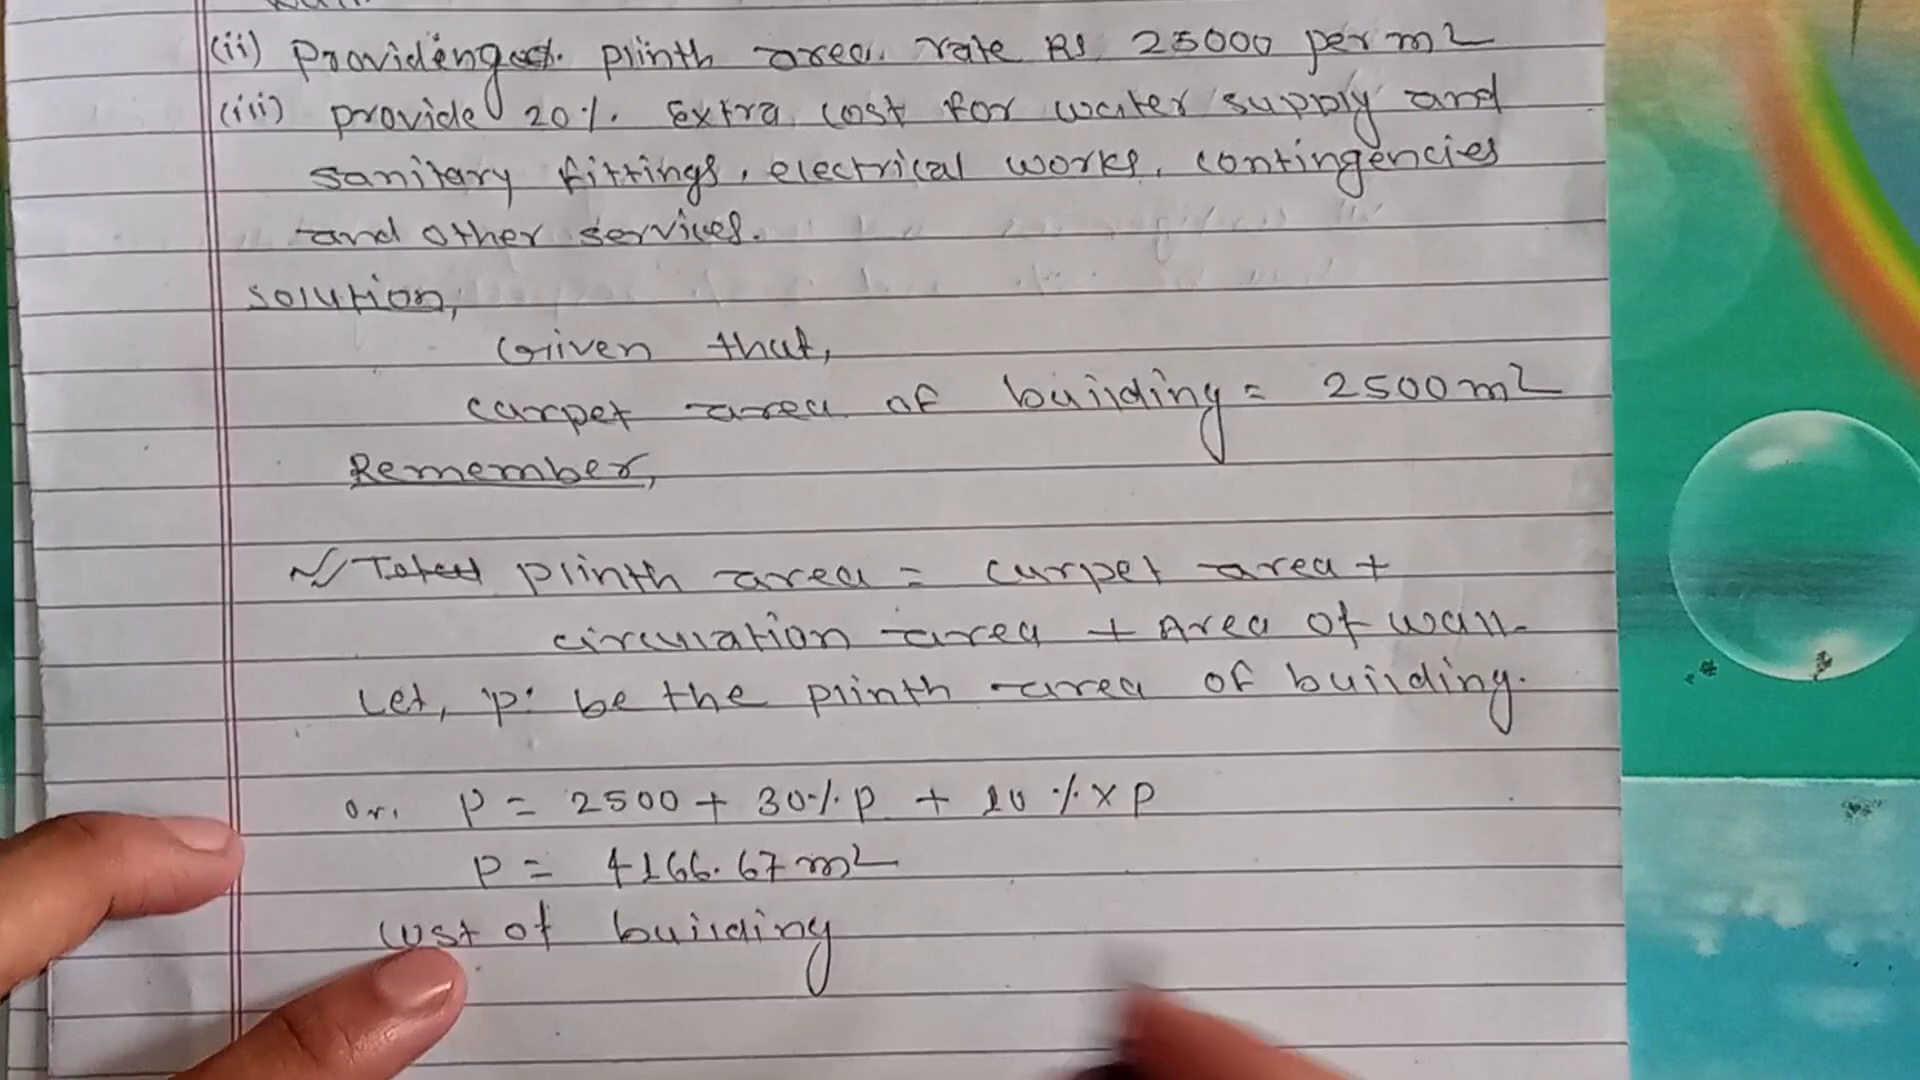 (ii) Providing plinth area rate Rs 25000 per m2
(iii) provide 20% Extra cost for water supply and
sanitary fittings, electrical works, contingencies
and other services.
Solution,
Given that,
carpet area of building = 2500m2
Remember,
Total plinth area = carpet area +
circulation area + Area of wall.
Let, 'p' be the plinth area of building.
Or, P = 2500 + 30% P + 10% x P
P = 4166.67 m2
cost of building